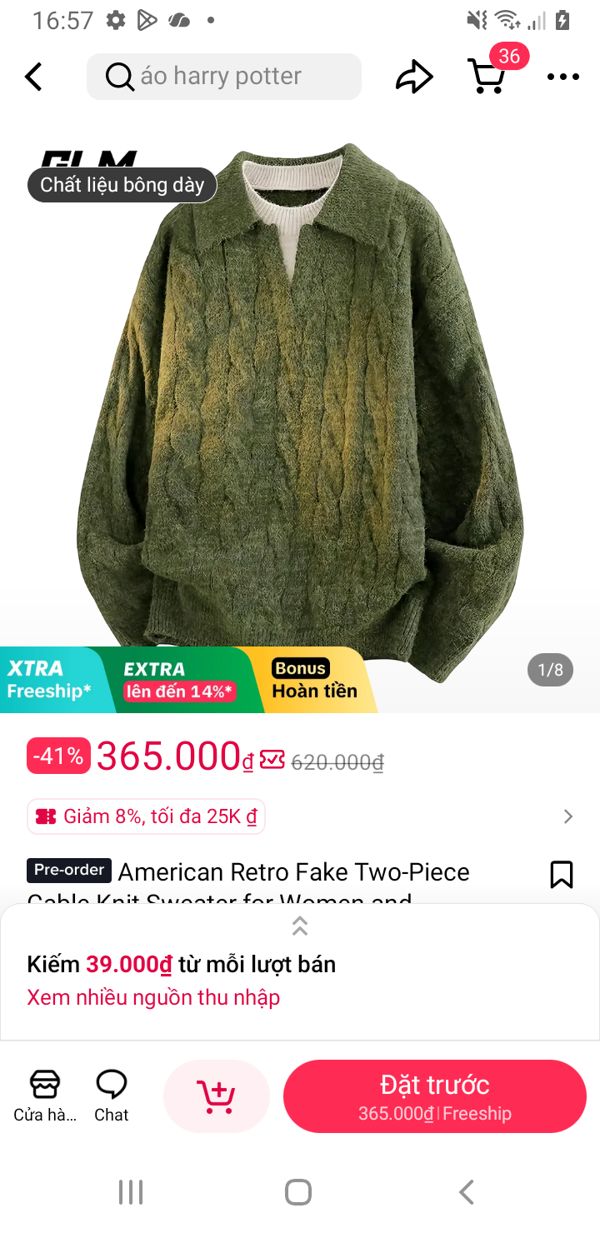 16:57
36
áo harry potter
GLM
Chất liệu bông dày
XTRA
Freeship*
EXTRA
lên đến 14%*
Bonus
Hoàn tiền
1/8
-41% 365.000₫ 620.000₫
Giảm 8%, tối đa 25K ₫
Pre-order American Retro Fake Two-Piece
Cable Knit Sweater for Women and
Kiếm 39.000₫ từ mỗi lượt bán
Xem nhiều nguồn thu nhập
Cửa hà...
Chat
Đặt trước
365.000₫|Freeship